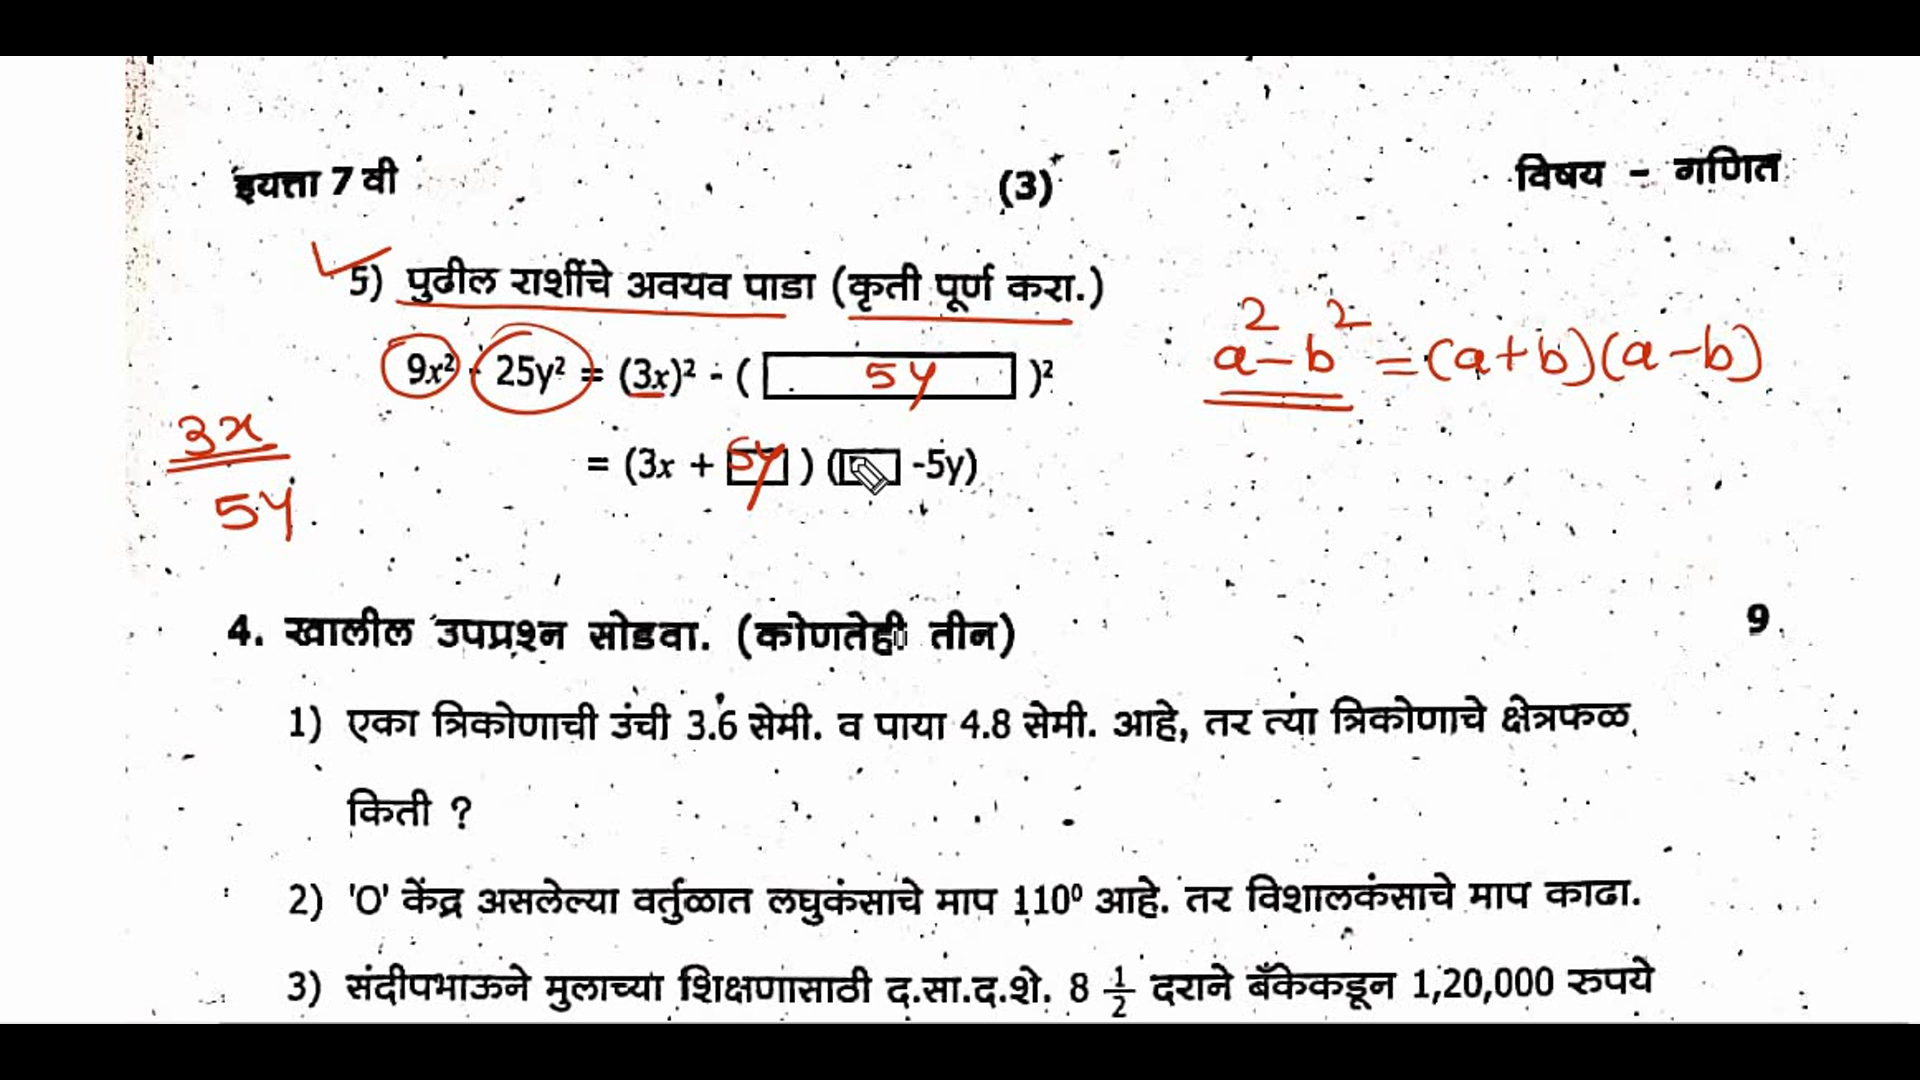 इयत्ता 7 वी (3) विषय - गणित
5) पुढील राशींचे अवयव पाडा (कृती पूर्ण करा.)
9x² - 25y² = (3x)² - ( 5y )²
a² - b² = (a+b)(a-b)
3x
= (3x + 5y ) ( -5y)
5y
4. खालील उपप्रश्न सोडवा. (कोणतेही तीन) 9
1) एका त्रिकोणाची उंची 3.6 सेमी. व पाया 4.8 सेमी. आहे, तर त्या त्रिकोणाचे क्षेत्रफळ
किती ?
2) 'O' केंद्र असलेल्या वर्तुळात लघुकंसाचे माप 110⁰ आहे. तर विशालकंसाचे माप काढा.
3) संदीपभाऊने मुलाच्या शिक्षणासाठी द.सा.द.शे. 8 1/2 दराने बँकेकडून 1,20,000 रुपये